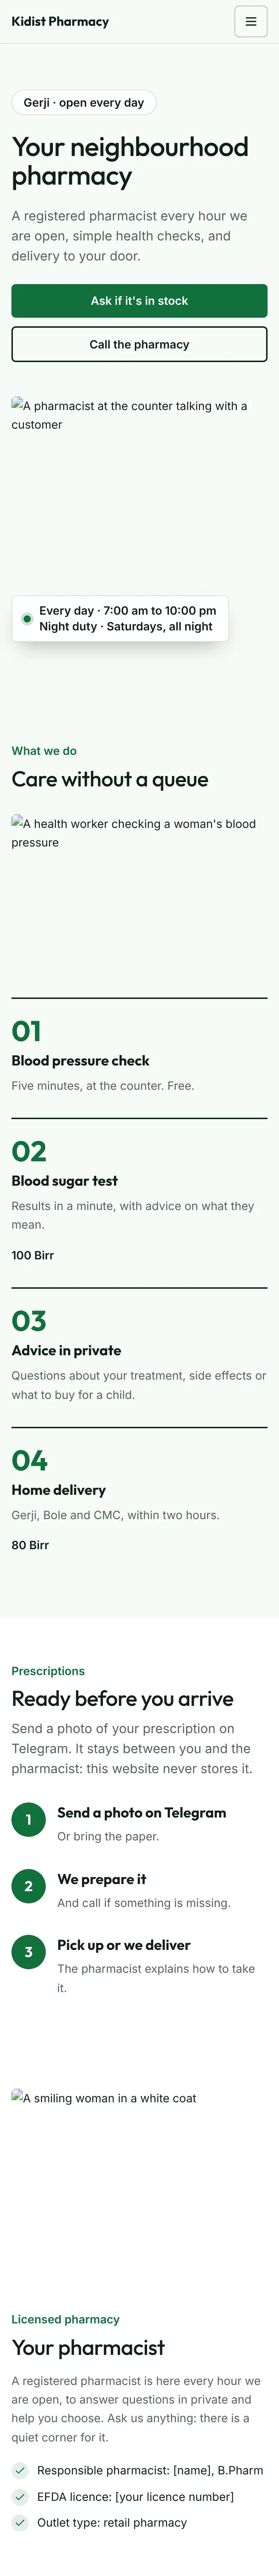 Kidist Pharmacy
Gerji · open every day
Your neighbourhood
pharmacy
A registered pharmacist every hour we
are open, simple health checks, and
delivery to your door.
Ask if it's in stock
Call the pharmacy
A pharmacist at the counter talking with a
customer
Every day · 7:00 am to 10:00 pm
Night duty · Saturdays, all night
What we do
Care without a queue
A health worker checking a woman's blood
pressure
01
Blood pressure check
Five minutes, at the counter. Free.
02
Blood sugar test
Results in a minute, with advice on what they
mean.
100 Birr
03
Advice in private
Questions about your treatment, side effects or
what to buy for a child.
04
Home delivery
Gerji, Bole and CMC, within two hours.
80 Birr
Prescriptions
Ready before you arrive
Send a photo of your prescription on
Telegram. It stays between you and the
pharmacist: this website never stores it.
1
Send a photo on Telegram
Or bring the paper.
2
We prepare it
And call if something is missing.
3
Pick up or we deliver
The pharmacist explains how to take
it.
A smiling woman in a white coat
Licensed pharmacy
Your pharmacist
A registered pharmacist is here every hour we
are open, to answer questions in private and
help you choose. Ask us anything: there is a
quiet corner for it.
Responsible pharmacist: [name], B.Pharm
EFDA licence: [your licence number]
Outlet type: retail pharmacy